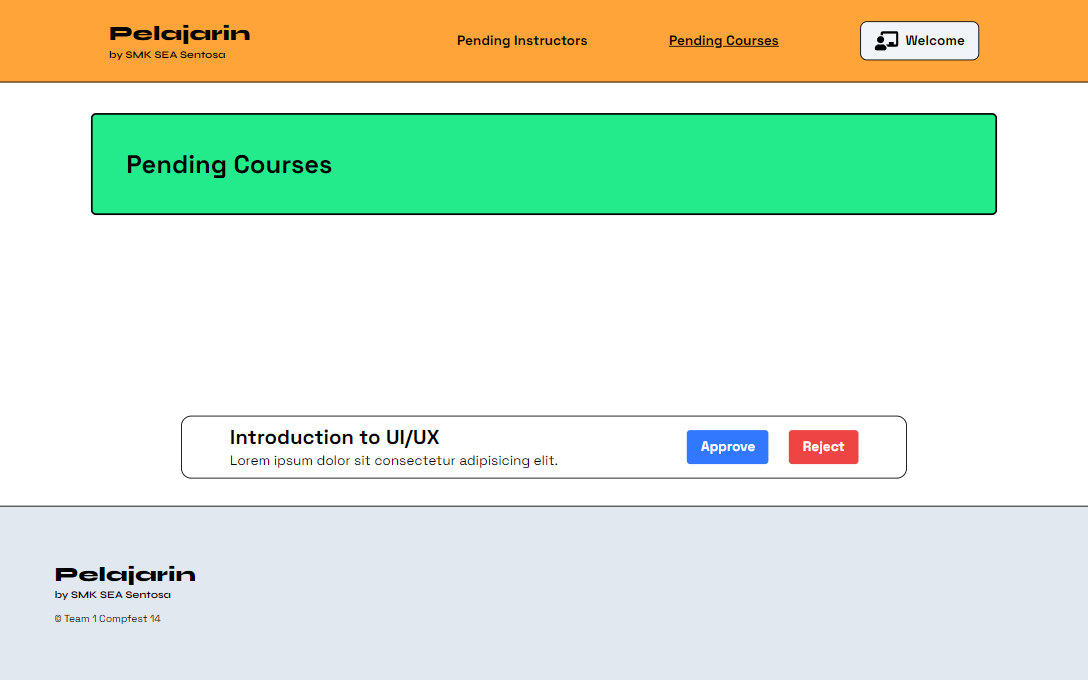 Pelajarin
by SMK SEA Sentosa
Pending Instructors
Pending Courses
Welcome
Pending Courses
Introduction to UI/UX
Lorem ipsum dolor sit consectetur adipisicing elit.
Approve
Reject
Pelajarin
by SMK SEA Sentosa
© Team 1 Compfest 14